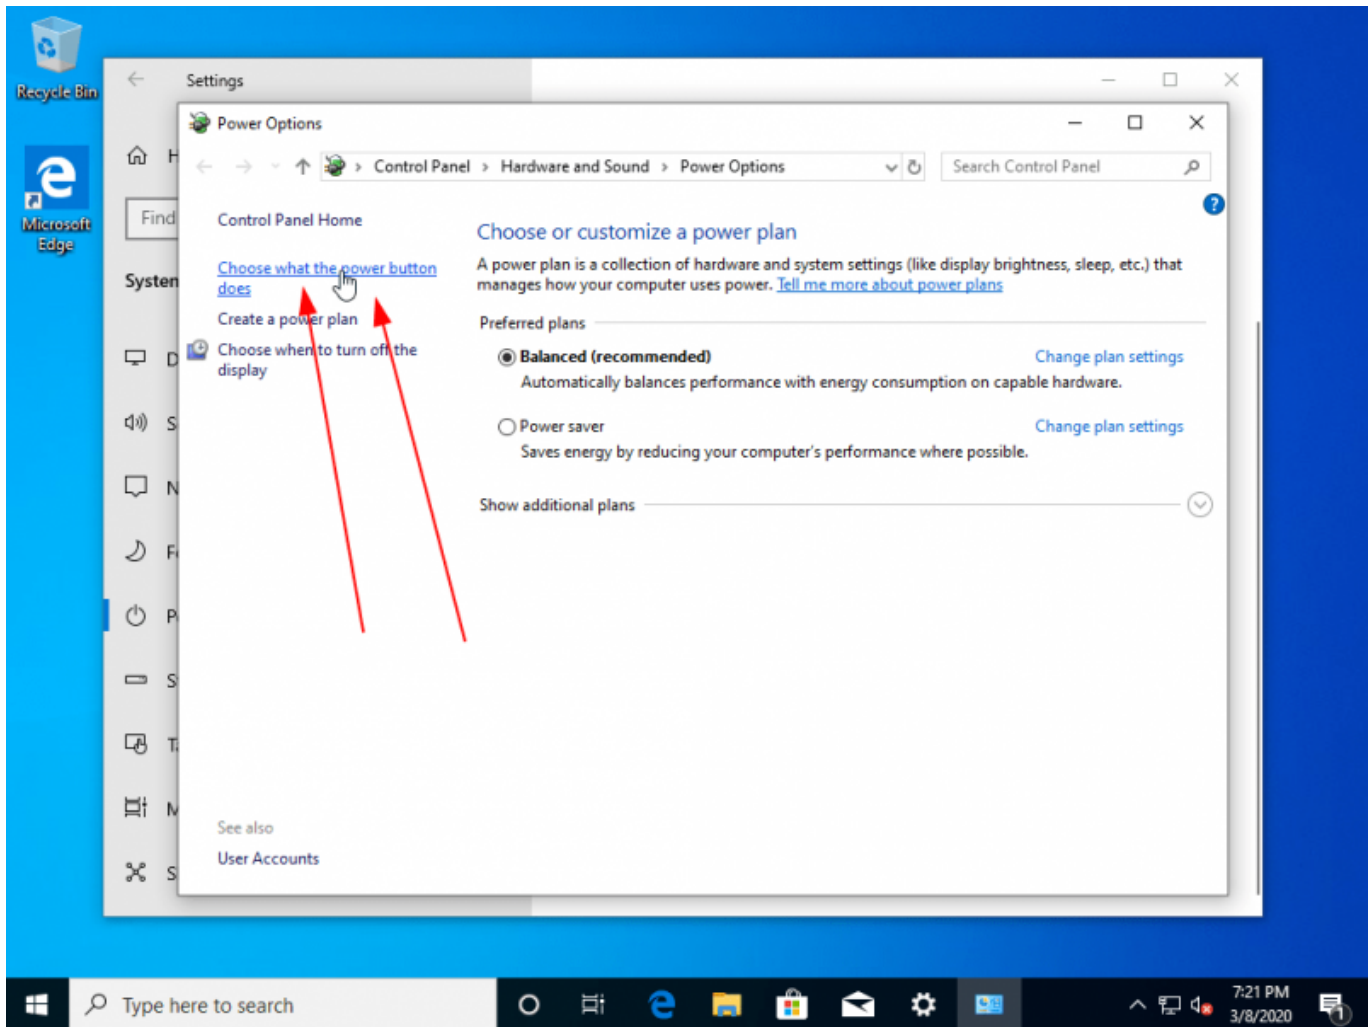 Recycle Bin
Microsoft
Edge
Settings
Find
System
Power Options
Control Panel > Hardware and Sound > Power Options
Search Control Panel
Control Panel Home
Choose what the power button
does
Create a power plan
Choose when to turn off the
display
See also
User Accounts
Choose or customize a power plan
A power plan is a collection of hardware and system settings (like display brightness, sleep, etc.) that
manages how your computer uses power. Tell me more about power plans
Preferred plans
Balanced (recommended)
Change plan settings
Automatically balances performance with energy consumption on capable hardware.
Power saver
Change plan settings
Saves energy by reducing your computer's performance where possible.
Show additional plans
Type here to search
7:21 PM
3/8/2020
1